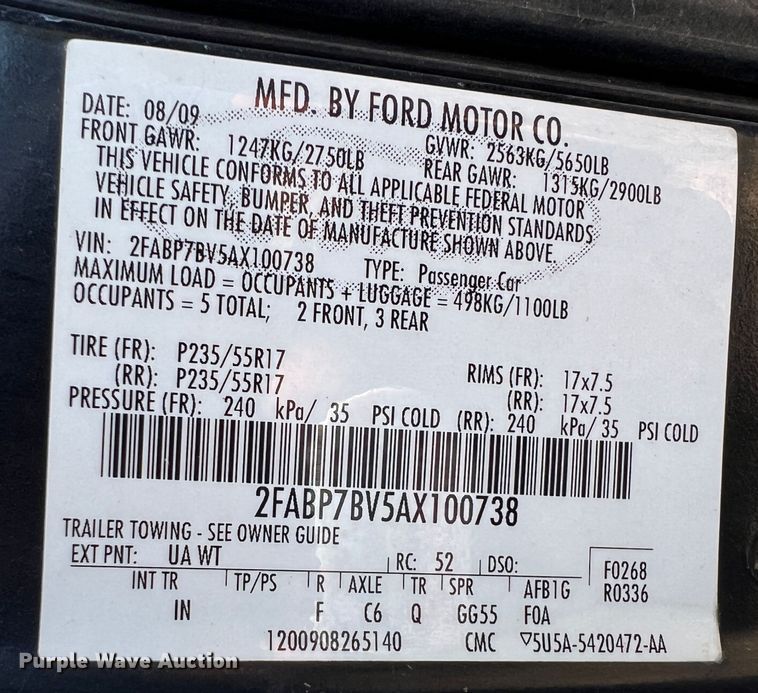 MFD. BY FORD MOTOR CO.
DATE: 08/09 GVWR: 2563KG/5650LB
FRONT GAWR: 1247KG/2750LB REAR GAWR: 1315KG/2900LB
THIS VEHICLE CONFORMS TO ALL APPLICABLE FEDERAL MOTOR
VEHICLE SAFETY, BUMPER, AND THEFT PREVENTION STANDARDS
IN EFFECT ON THE DATE OF MANUFACTURE SHOWN ABOVE.
VIN: 2FABP7BV5AX100738 TYPE: Passenger Car
MAXIMUM LOAD = OCCUPANTS + LUGGAGE = 498KG/1100LB
OCCUPANTS = 5 TOTAL; 2 FRONT, 3 REAR
TIRE (FR): P235/55R17 RIMS (FR): 17x7.5
(RR): P235/55R17 (RR): 17x7.5
PRESSURE (FR): 240 kPa/ 35 PSI COLD (RR): 240 kPa/ 35 PSI COLD
2FABP7BV5AX100738
TRAILER TOWING - SEE OWNER GUIDE
EXT PNT: UA WT RC: 52 DSO: F0268
INT TR TP/PS R AXLE TR SPR AFB1G R0336
IN F C6 Q GG55 FOA
1200908265140 CMC ▽5U5A-5420472-AA
Purple Wave Auction